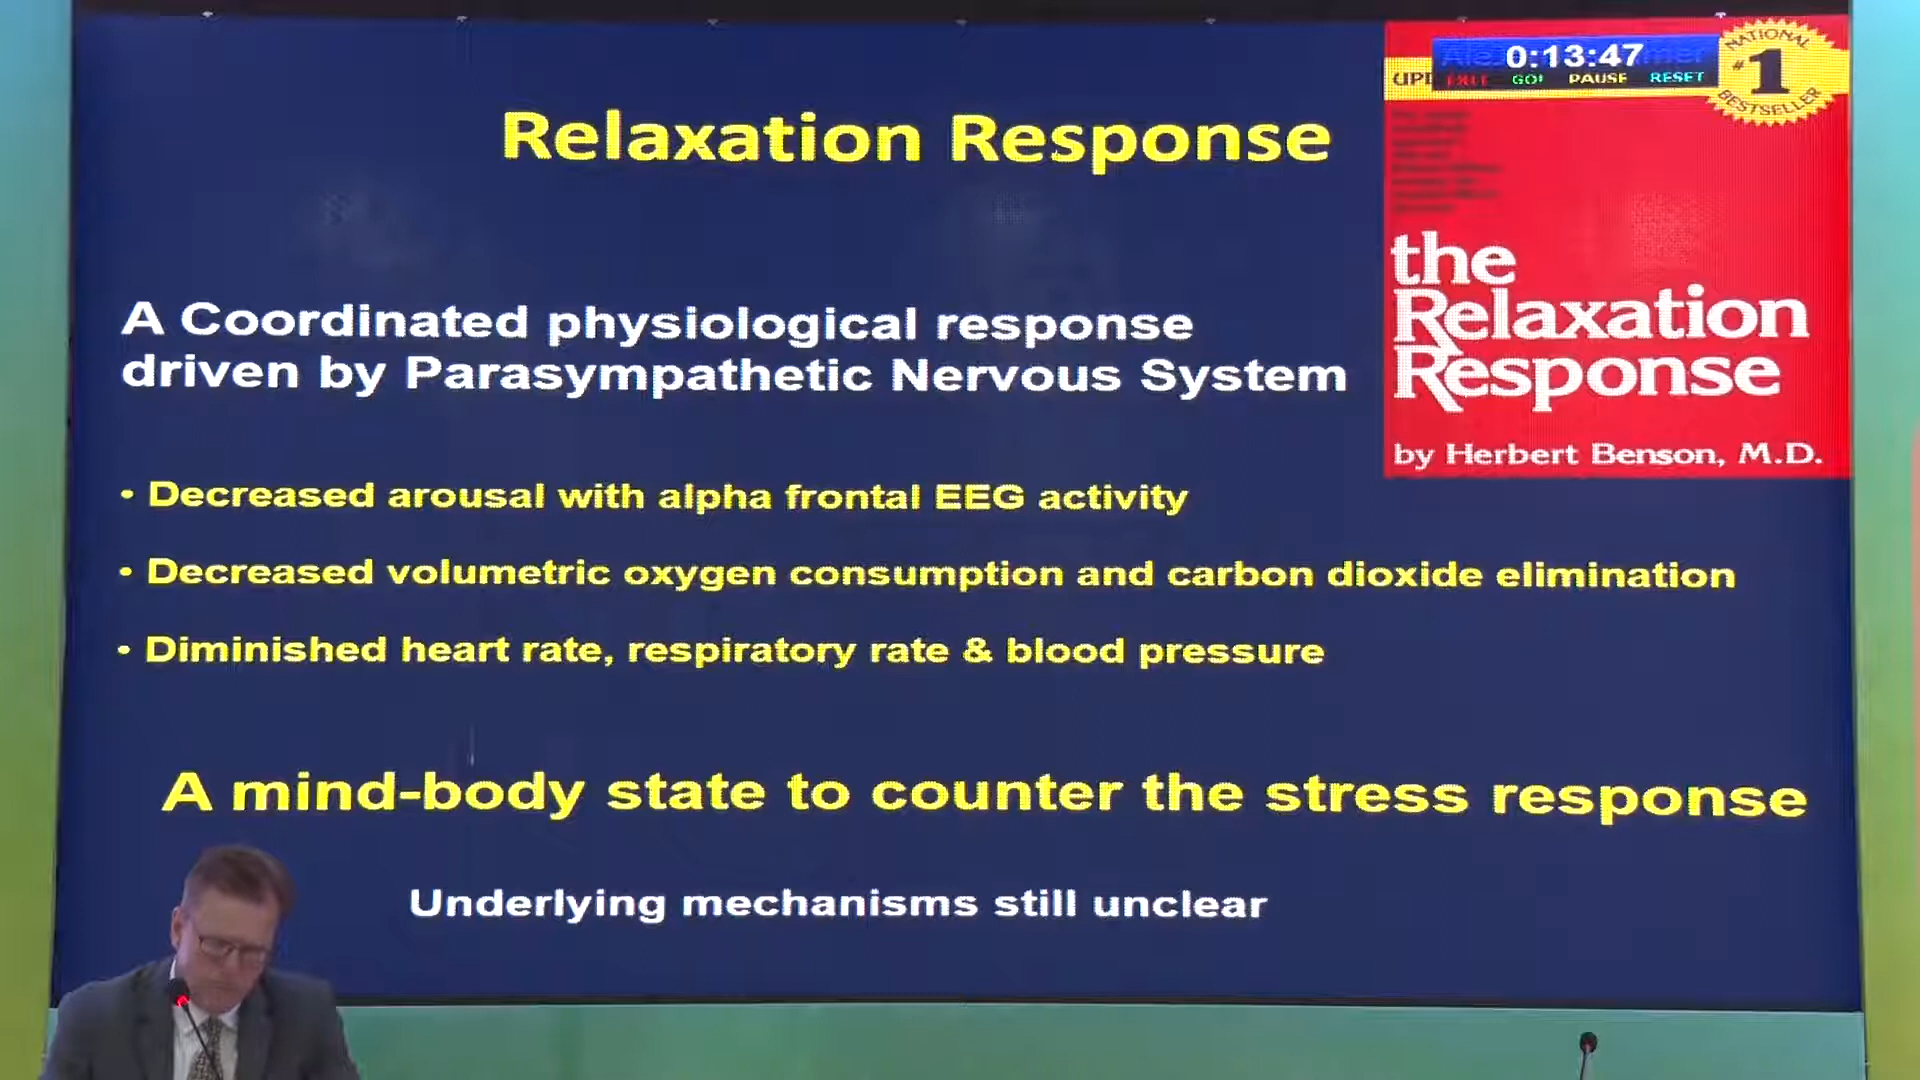 Relaxation Response
A Coordinated physiological response
driven by Parasympathetic Nervous System
• Decreased arousal with alpha frontal EEG activity
• Decreased volumetric oxygen consumption and carbon dioxide elimination
• Diminished heart rate, respiratory rate & blood pressure
A mind-body state to counter the stress response
Underlying mechanisms still unclear
0:13:47
EXIT GO! PAUSE RESET
NATIONAL
#1
BESTSELLER
the
Relaxation
Response
by Herbert Benson, M.D.